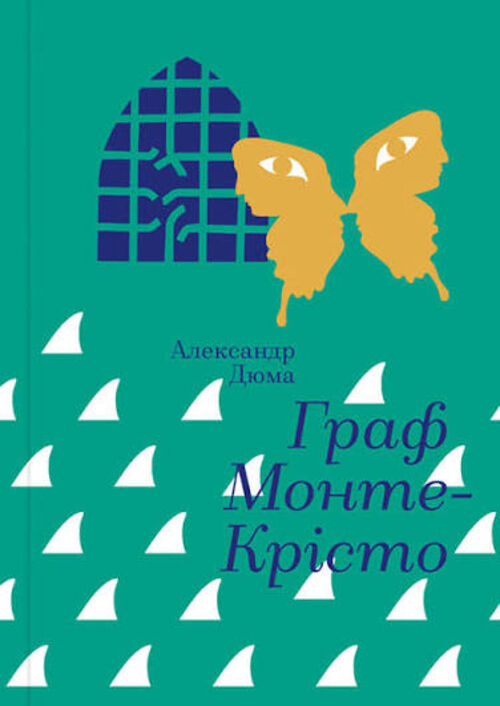 Александр
Дюма
Граф
Монте-
Крісто